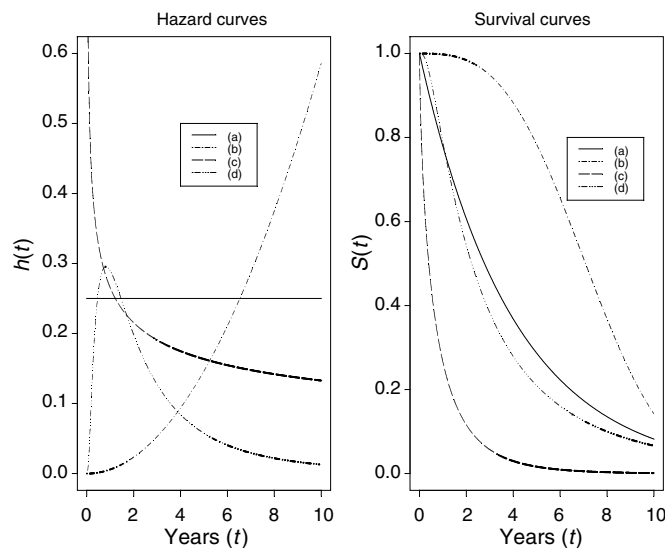 Hazard curves
0.6
0.5
0.4
0.3
0.2
0.1
0.0
h(t)
(a)
(b)
(c)
(d)
0 2 4 6 8 10
Years (t)
Survival curves
1.0
0.8
0.6
0.4
0.2
0.0
S(t)
(a)
(b)
(c)
(d)
0 2 4 6 8 10
Years (t)